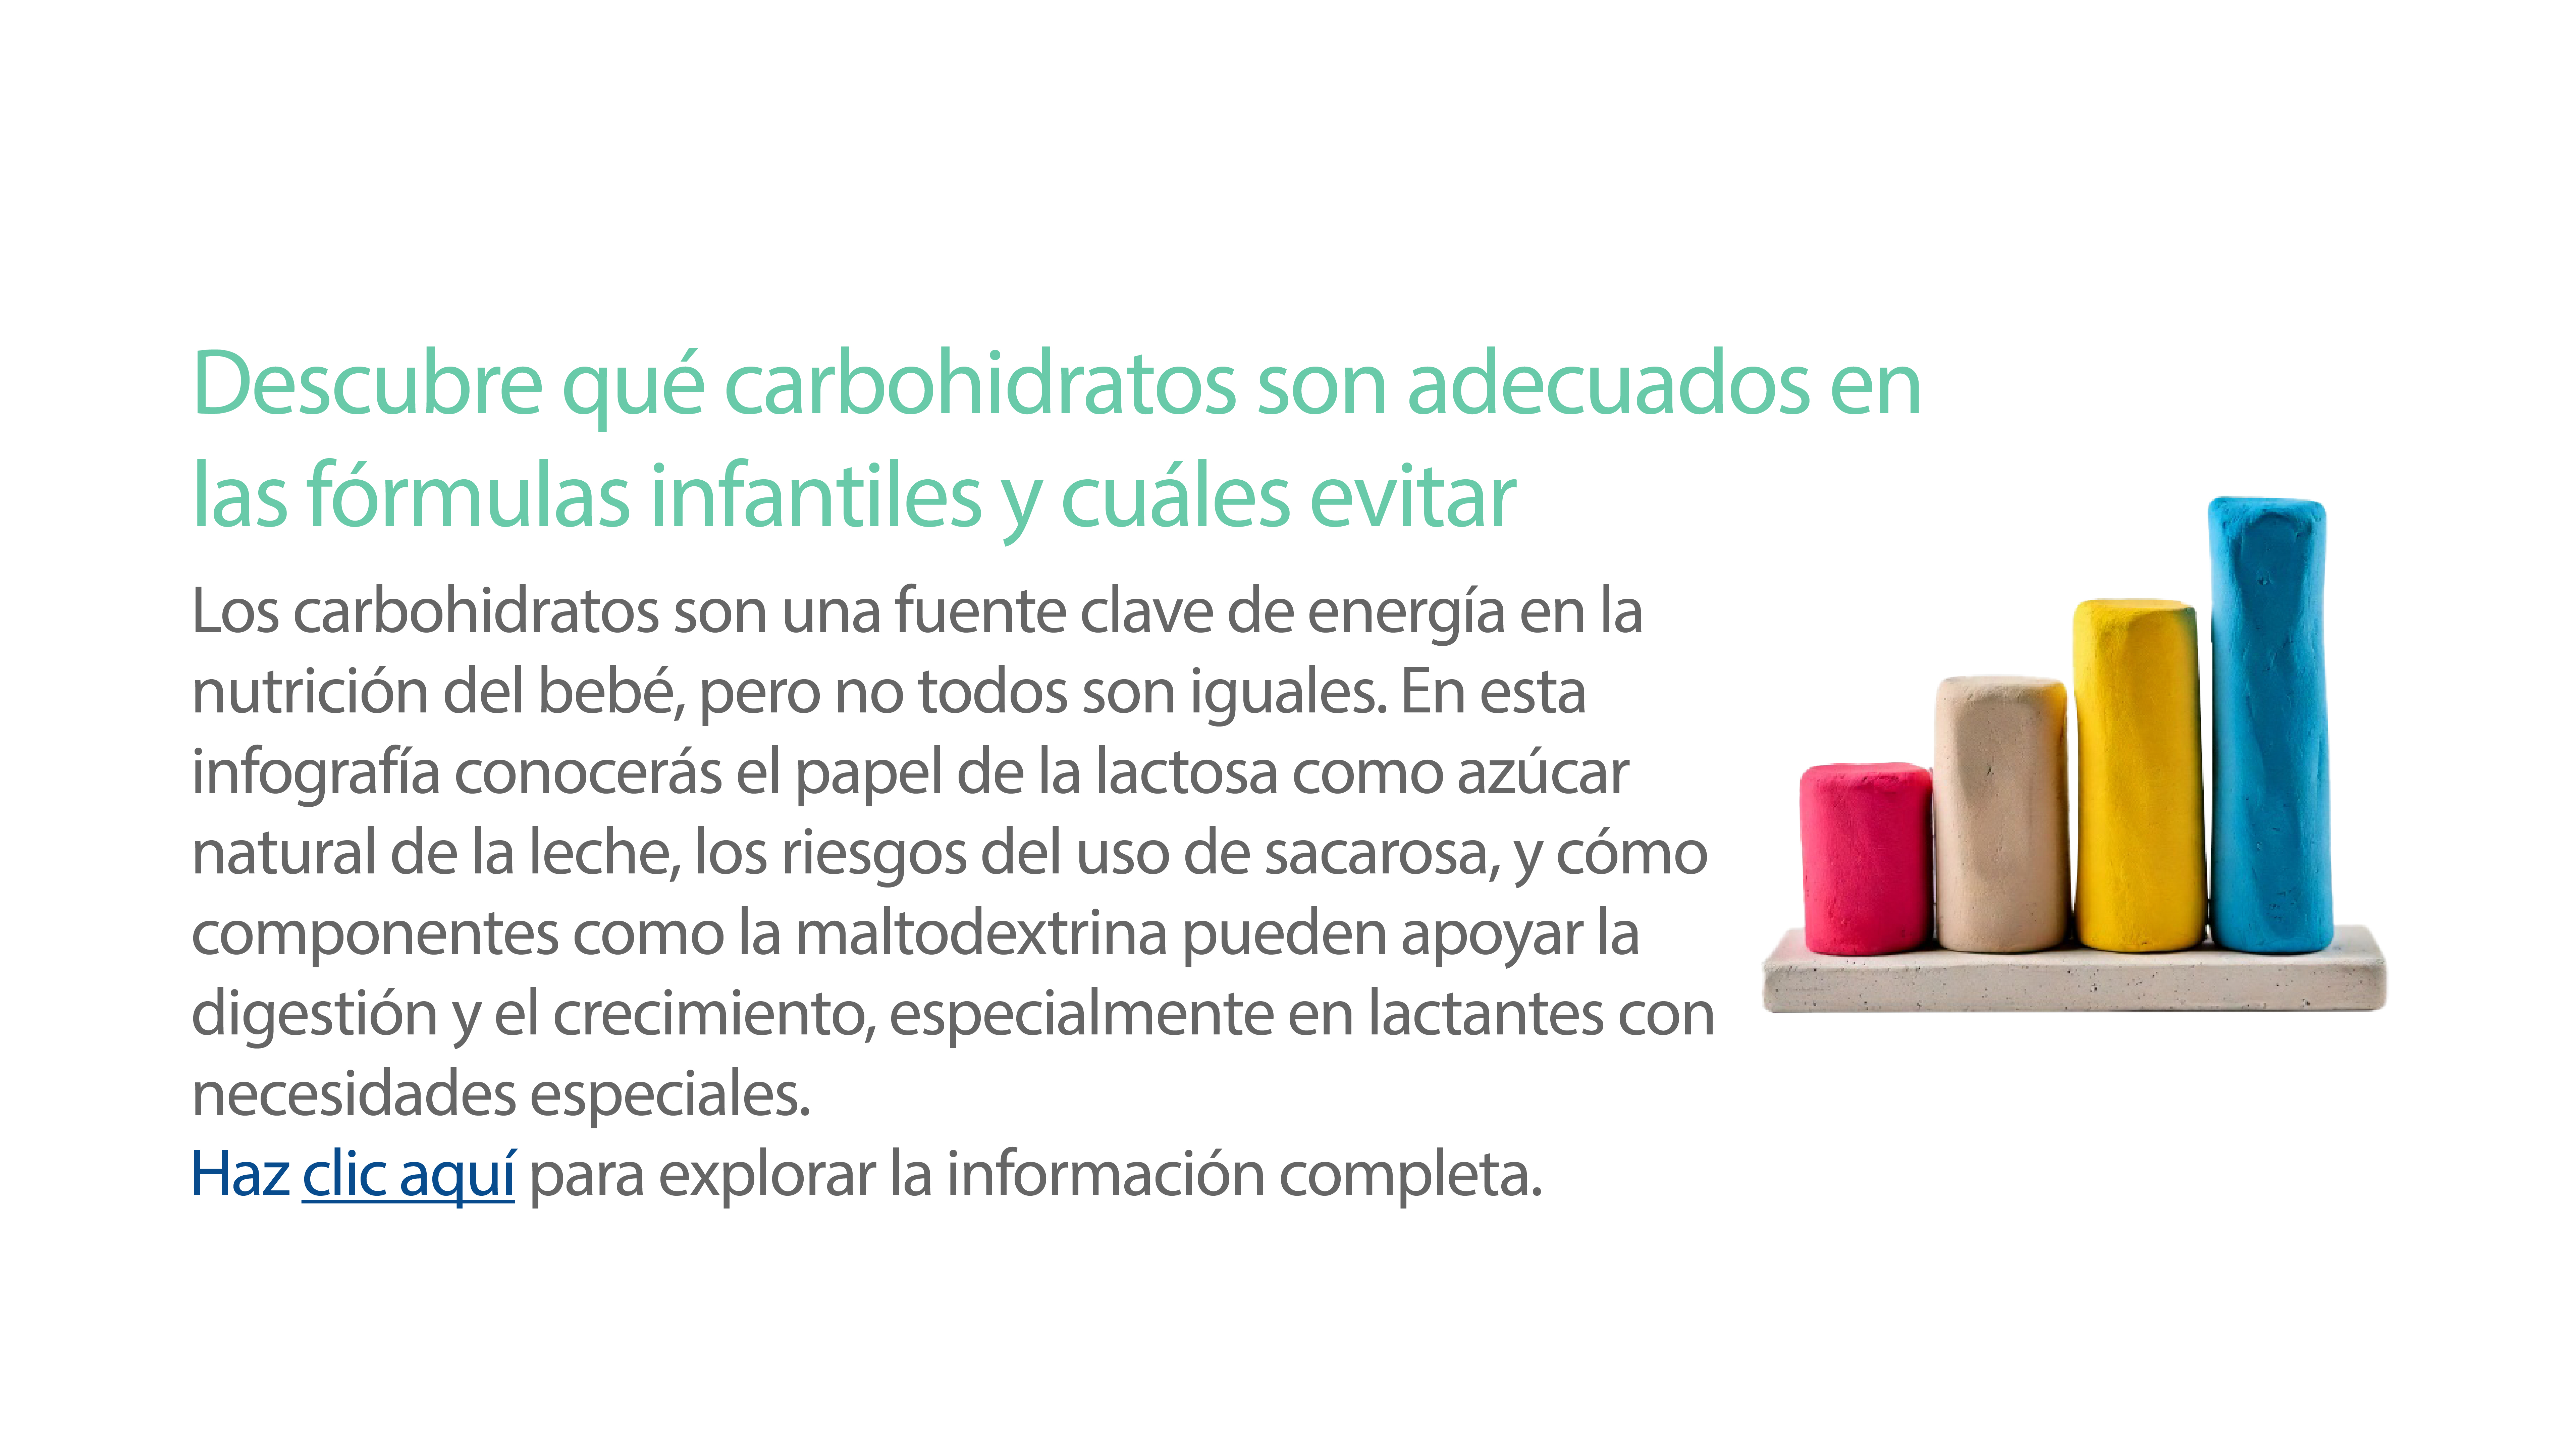 Descubre qué carbohidratos son adecuados en
las fórmulas infantiles y cuáles evitar
Los carbohidratos son una fuente clave de energía en la
nutrición del bebé, pero no todos son iguales. En esta
infografía conocerás el papel de la lactosa como azúcar
natural de la leche, los riesgos del uso de sacarosa, y cómo
componentes como la maltodextrina pueden apoyar la
digestión y el crecimiento, especialmente en lactantes con
necesidades especiales.
Haz clic aquí para explorar la información completa.